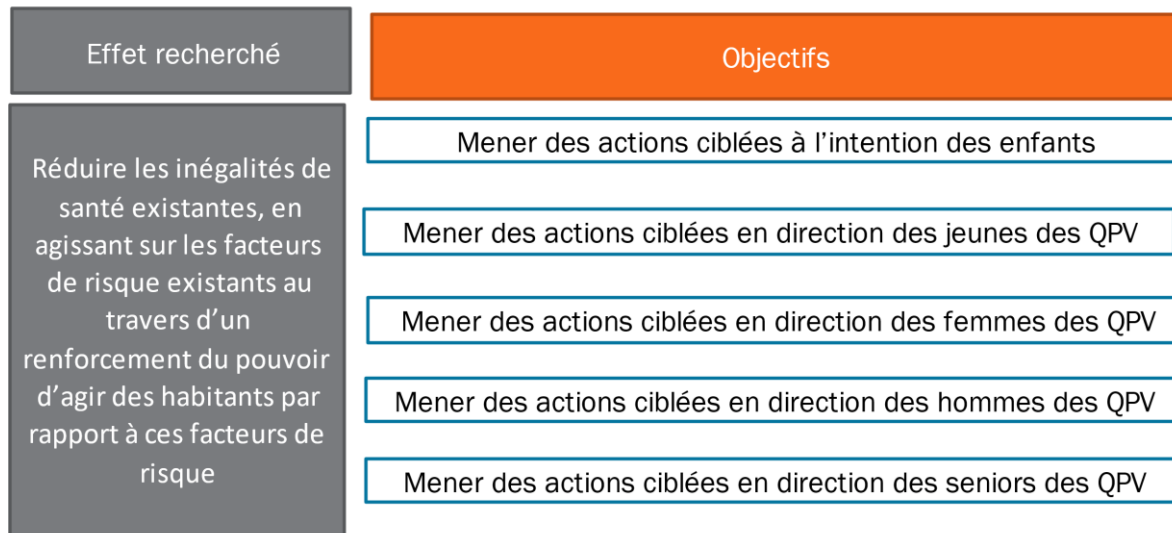 Effet recherché
Objectifs
Réduire les inégalités de
santé existantes, en
agissant sur les facteurs
de risque existants au
travers d’un
renforcement du pouvoir
d’agir des habitants par
rapport à ces facteurs de
risque
Mener des actions ciblées à l’intention des enfants
Mener des actions ciblées en direction des jeunes des QPV
Mener des actions ciblées en direction des femmes des QPV
Mener des actions ciblées en direction des hommes des QPV
Mener des actions ciblées en direction des seniors des QPV